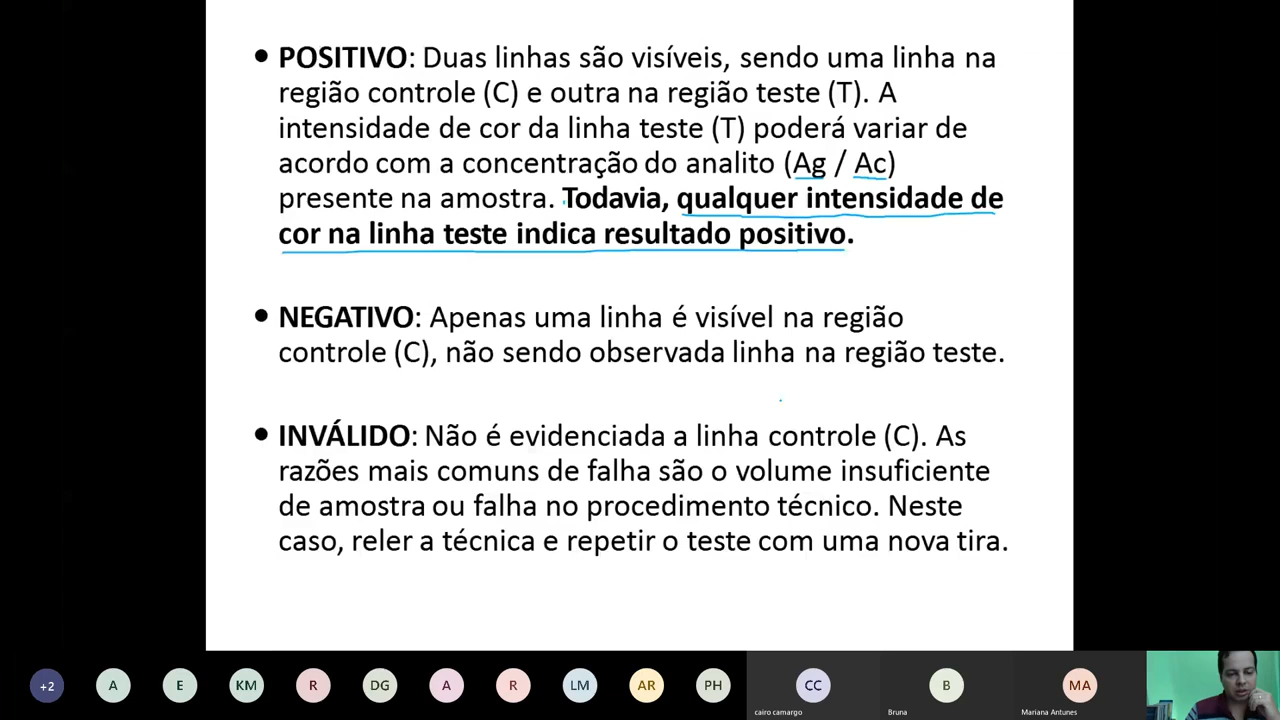 • POSITIVO: Duas linhas são visíveis, sendo uma linha na
região controle (C) e outra na região teste (T). A
intensidade de cor da linha teste (T) poderá variar de
acordo com a concentração do analito (Ag / Ac)
presente na amostra. Todavia, qualquer intensidade de
cor na linha teste indica resultado positivo.
• NEGATIVO: Apenas uma linha é visível na região
controle (C), não sendo observada linha na região teste.
• INVÁLIDO: Não é evidenciada a linha controle (C). As
razões mais comuns de falha são o volume insuficiente
de amostra ou falha no procedimento técnico. Neste
caso, reler a técnica e repetir o teste com uma nova tira.
+2 A E KM R DG A R LM AR PH CC B MA
cairo camargo Bruna Mariana Antunes